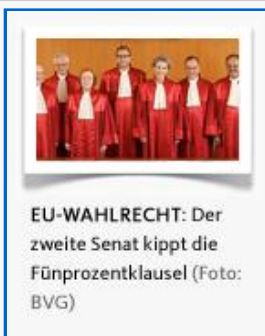 EU-WAHLRECHT: Der
zweite Senat kippt die
Fünprozentklausel (Foto:
BVG)